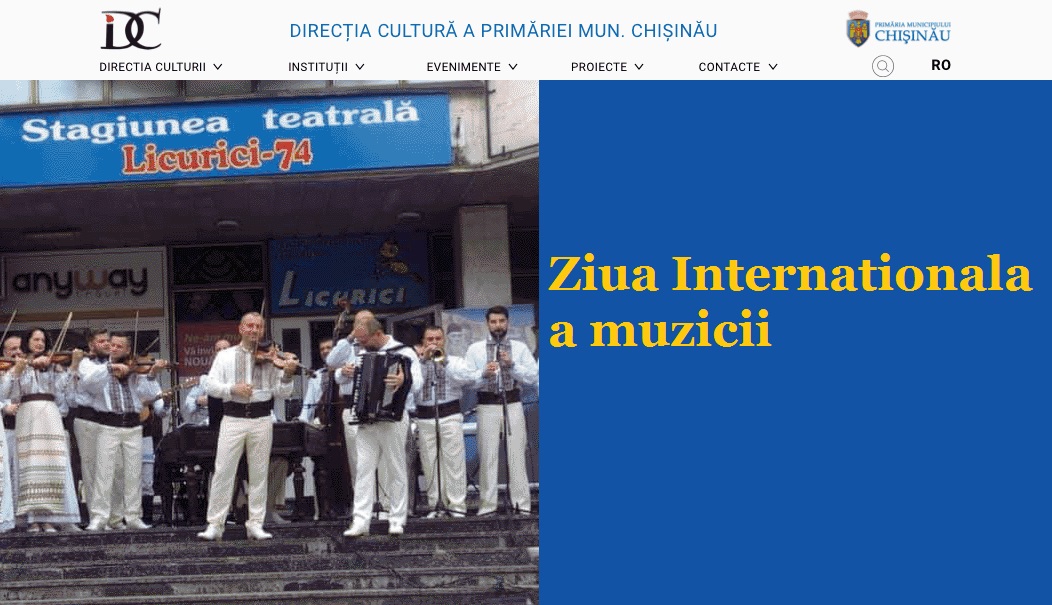 DC
DIRECȚIA CULTURĂ A PRIMĂRIEI MUN. CHIȘINĂU
PRIMĂRIA MUNICIPIULUI
CHIȘINĂU
DIRECTIA CULTURII
INSTITUȚII
EVENIMENTE
PROIECTE
CONTACTE
RO
Stagiunea teatrală
Licurici-74
anyway
LICURICI
Ziua Internationala
a muzicii